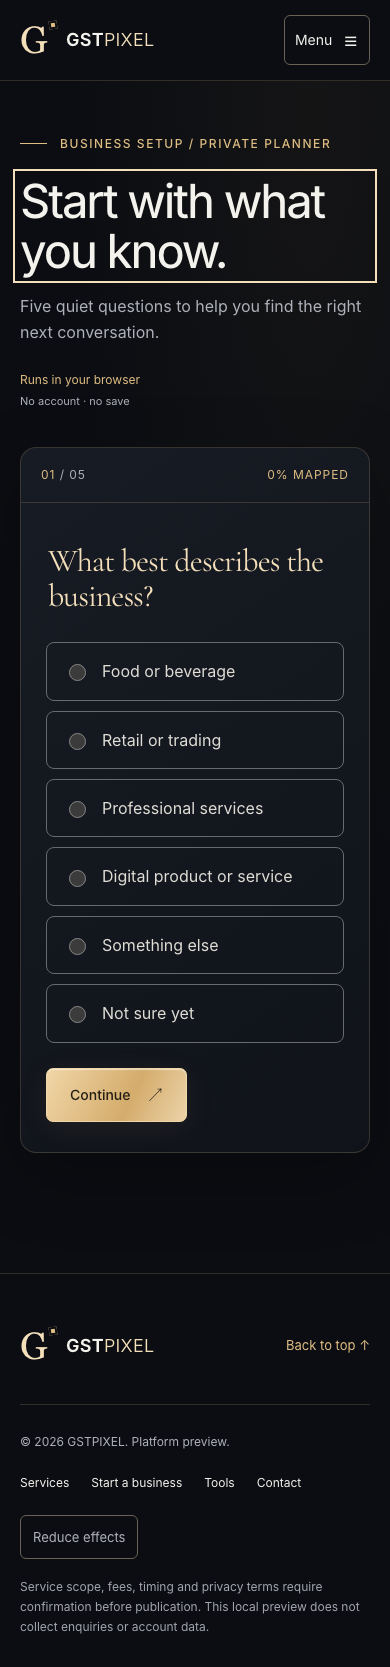 G GSTPIXEL
Menu ☰
BUSINESS SETUP / PRIVATE PLANNER
Start with what
you know.
Five quiet questions to help you find the right
next conversation.
Runs in your browser
No account · no save
01 / 05
0% MAPPED
What best describes the
business?
Food or beverage
Retail or trading
Professional services
Digital product or service
Something else
Not sure yet
Continue ↗
G GSTPIXEL
Back to top ↑
© 2026 GSTPIXEL. Platform preview.
Services Start a business Tools Contact
Reduce effects
Service scope, fees, timing and privacy terms require
confirmation before publication. This local preview does not
collect enquiries or account data.